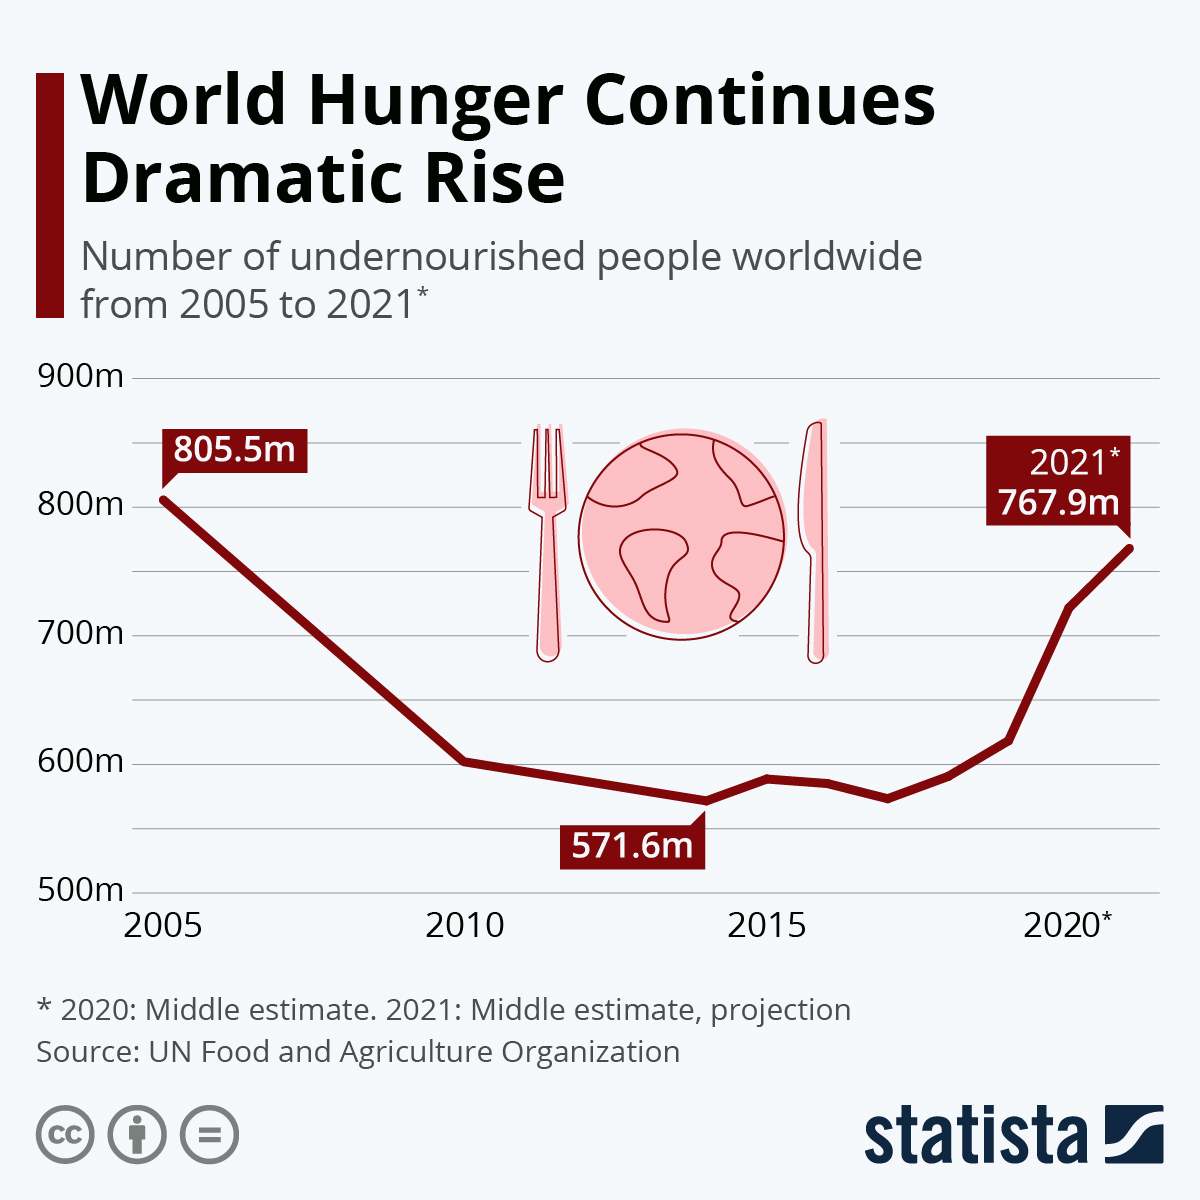 World Hunger Continues
Dramatic Rise
Number of undernourished people worldwide
from 2005 to 2021*
900m
805.5m
2021*
767.9m
800m
700m
600m
571.6m
500m
2005
2010
2015
2020*
* 2020: Middle estimate. 2021: Middle estimate, projection
Source: UN Food and Agriculture Organization
cc
statista